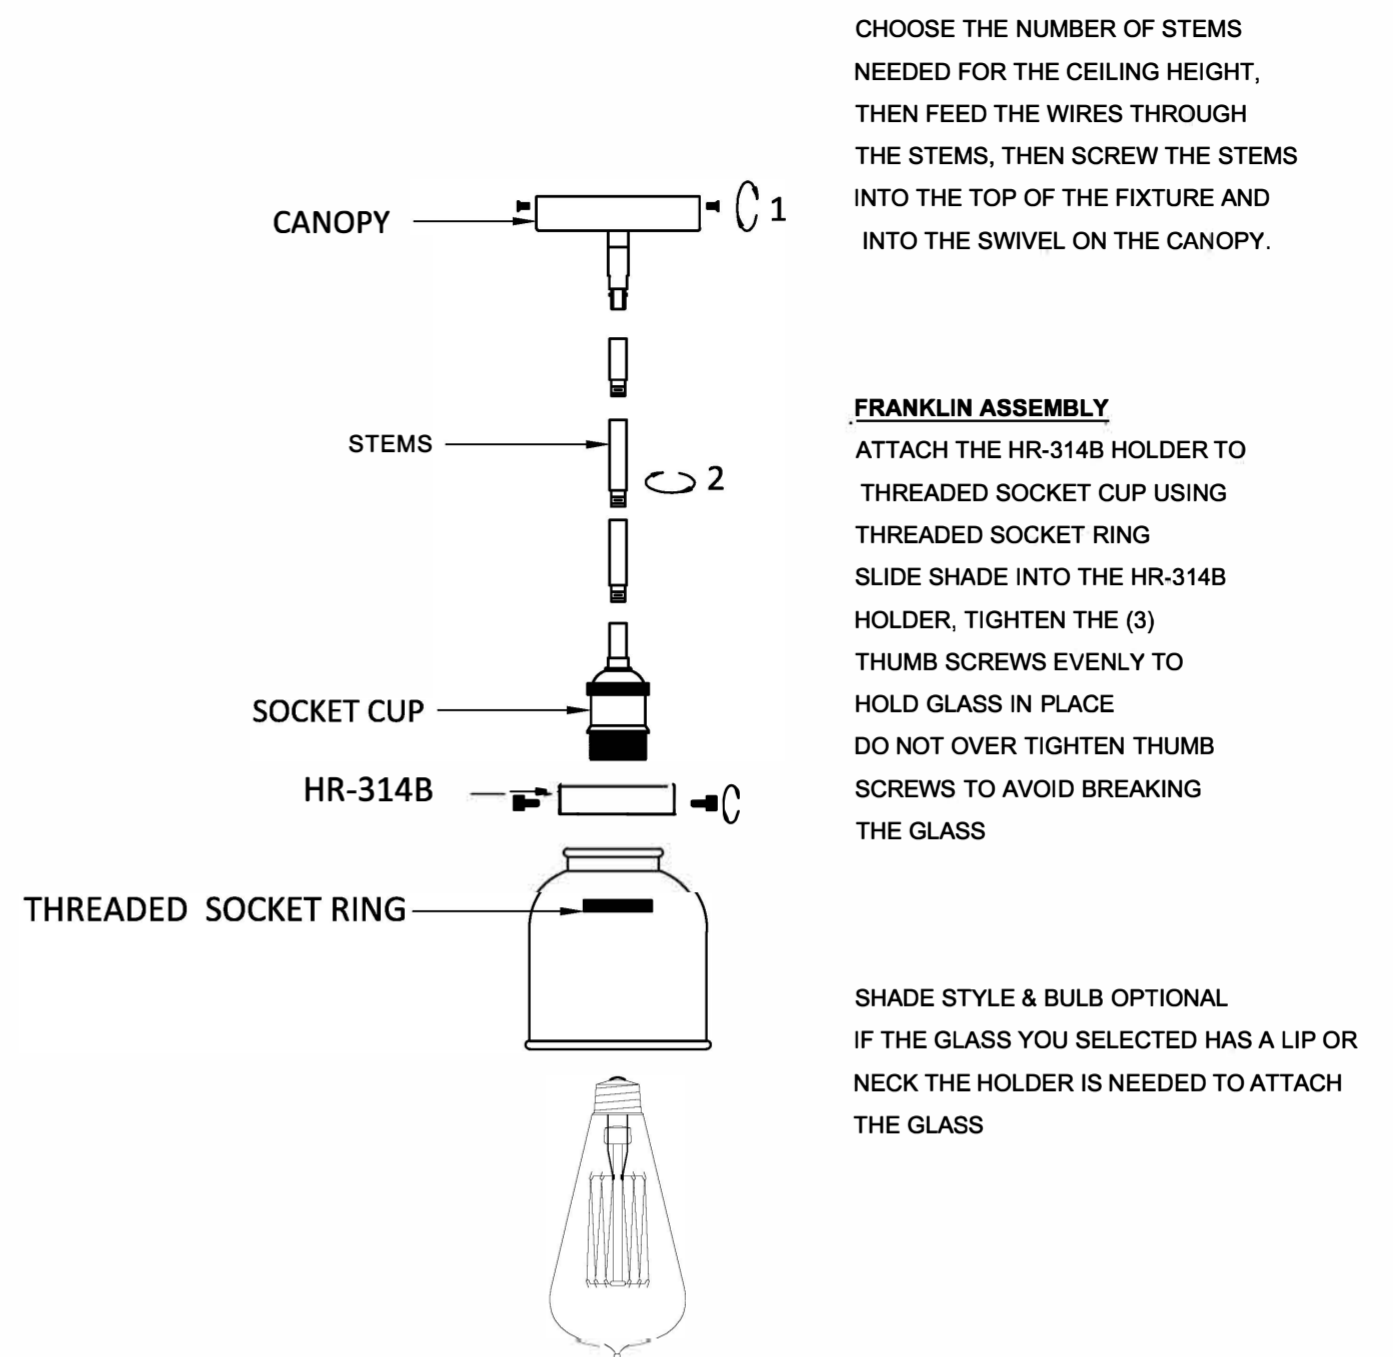 CHOOSE THE NUMBER OF STEMS
NEEDED FOR THE CEILING HEIGHT,
THEN FEED THE WIRES THROUGH
THE STEMS, THEN SCREW THE STEMS
INTO THE TOP OF THE FIXTURE AND
INTO THE SWIVEL ON THE CANOPY.
CANOPY
1
STEMS
2
SOCKET CUP
HR-314B
THREADED SOCKET RING
FRANKLIN ASSEMBLY
ATTACH THE HR-314B HOLDER TO
THREADED SOCKET CUP USING
THREADED SOCKET RING
SLIDE SHADE INTO THE HR-314B
HOLDER, TIGHTEN THE (3)
THUMB SCREWS EVENLY TO
HOLD GLASS IN PLACE
DO NOT OVER TIGHTEN THUMB
SCREWS TO AVOID BREAKING
THE GLASS
SHADE STYLE & BULB OPTIONAL
IF THE GLASS YOU SELECTED HAS A LIP OR
NECK THE HOLDER IS NEEDED TO ATTACH
THE GLASS